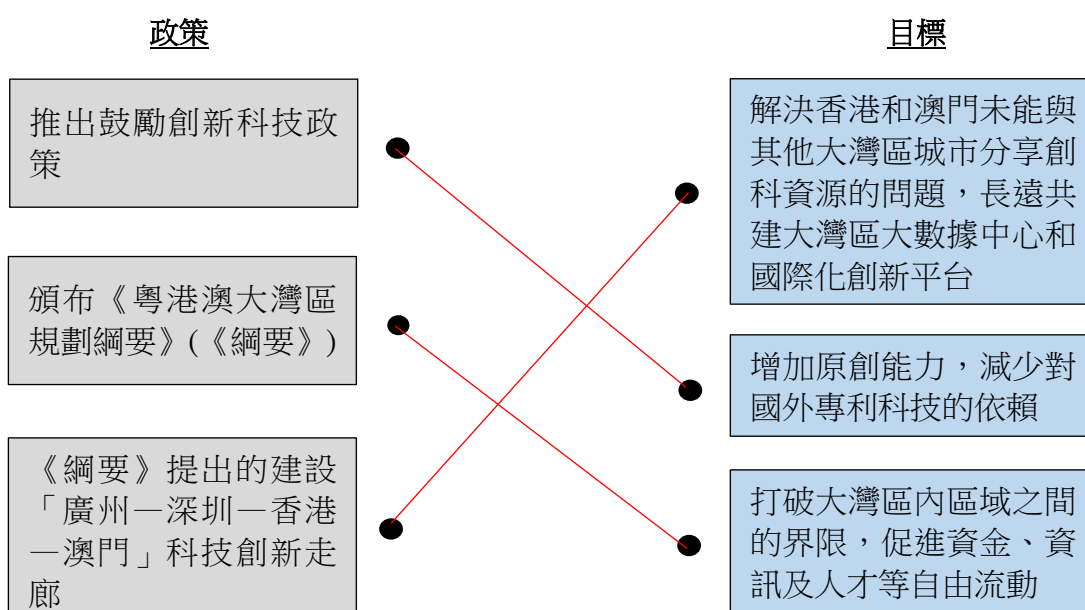 政策
目標
推出鼓勵創新科技政
策
解決香港和澳門未能與
其他大灣區城市分享創
科資源的問題，長遠共
建大灣區大數據中心和
國際化創新平台
頒布《粵港澳大灣區
規劃綱要》(《綱要》)
增加原創能力，減少對
國外專利科技的依賴
《綱要》提出的建設
「廣州—深圳—香港
—澳門」科技創新走
廊
打破大灣區內區域之間
的界限，促進資金、資
訊及人才等自由流動